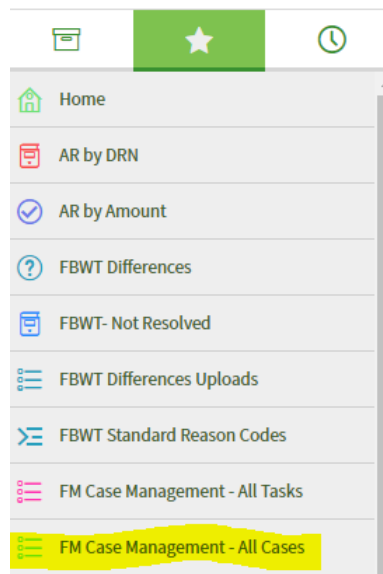 Home
AR by DRN
AR by Amount
FBWT Differences
FBWT- Not Resolved
FBWT Differences Uploads
FBWT Standard Reason Codes
FM Case Management - All Tasks
FM Case Management - All Cases